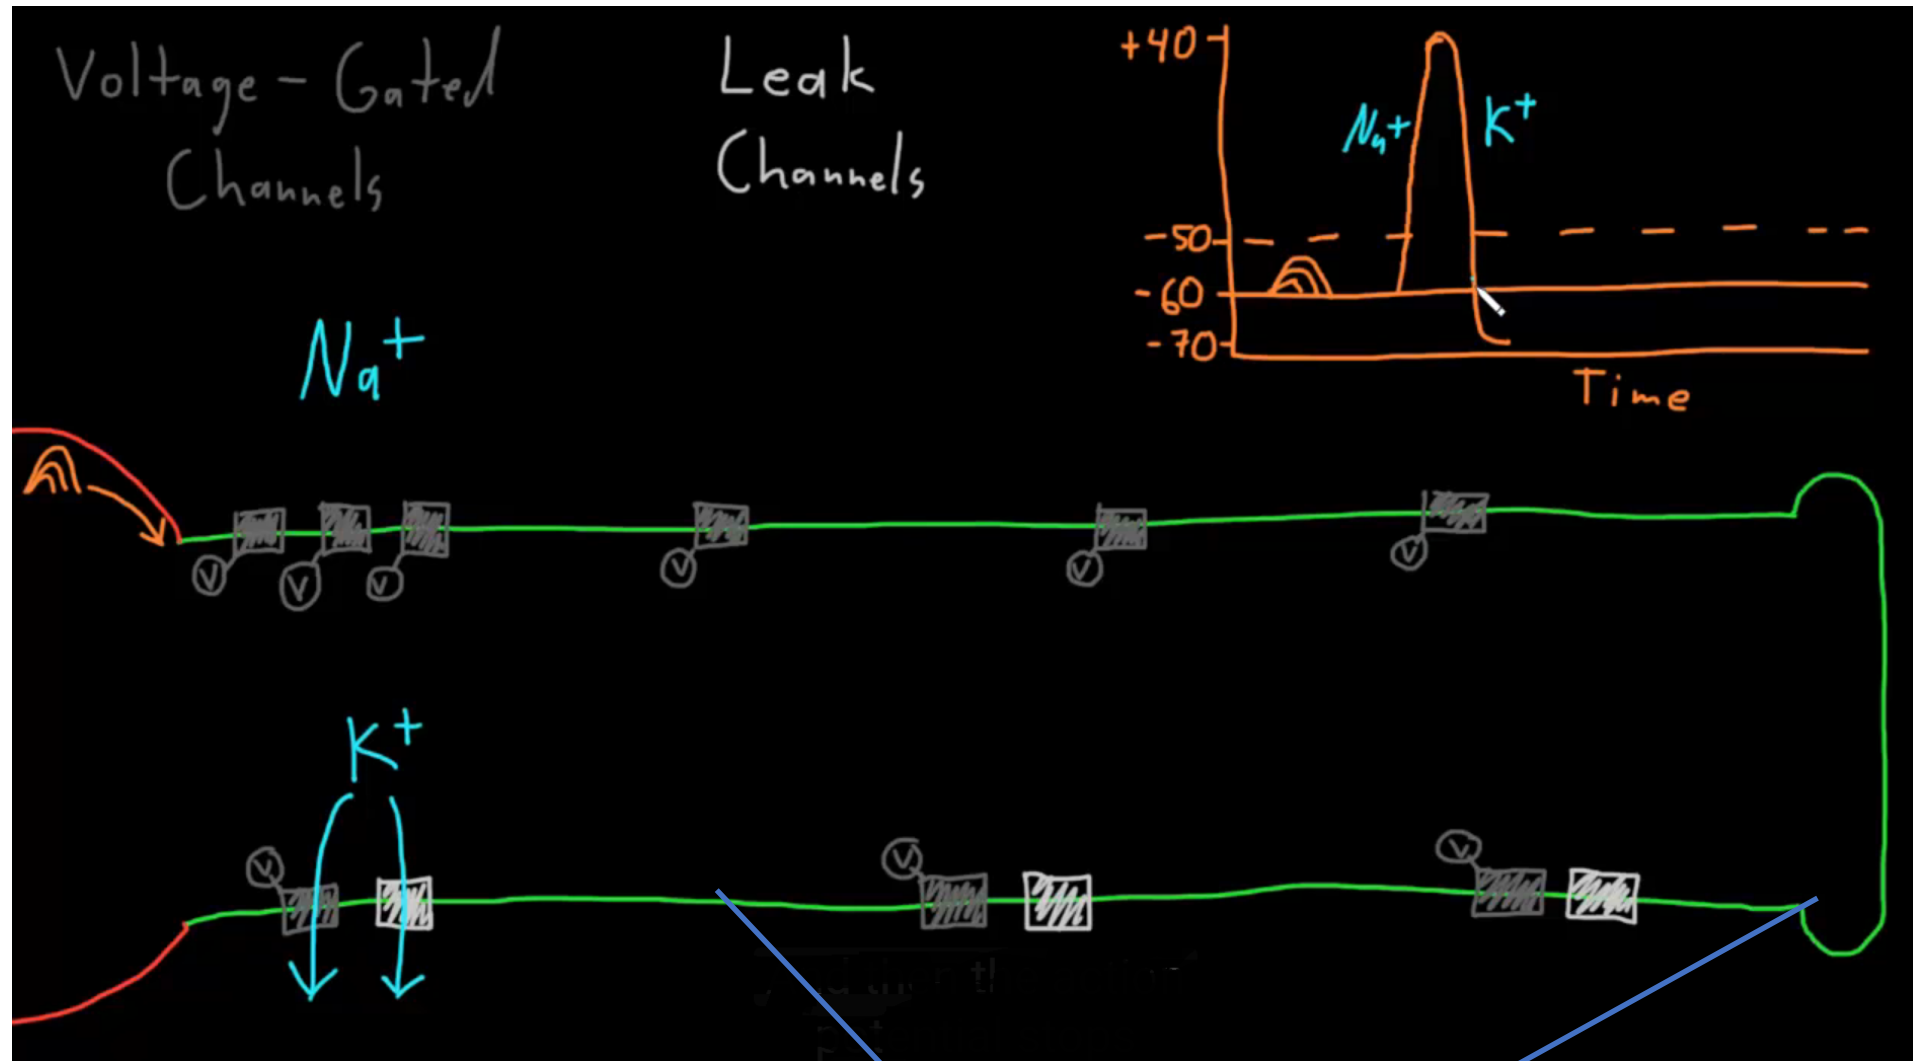 Voltage-Gated
Channels
Leak
Channels
+40
Na+
K+
-50
-60
-70
Time
Na+
V
V
V
V
V
V
K+
V
V
V